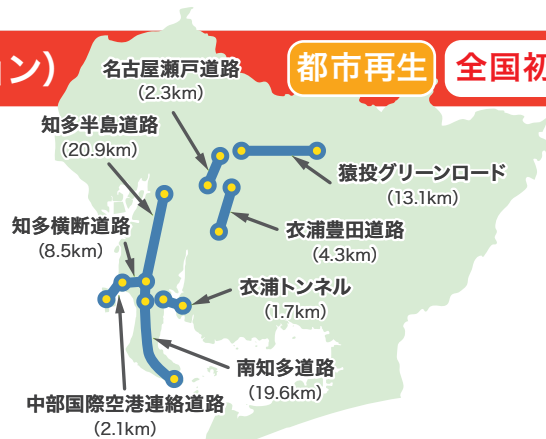 ョン)
都市再生
全国初
名古屋瀬戸道路
(2.3km)
知多半島道路
(20.9km)
猿投グリーンロード
(13.1km)
知多横断道路
(8.5km)
衣浦豊田道路
(4.3km)
衣浦トンネル
(1.7km)
南知多道路
(19.6km)
中部国際空港連絡道路
(2.1km)